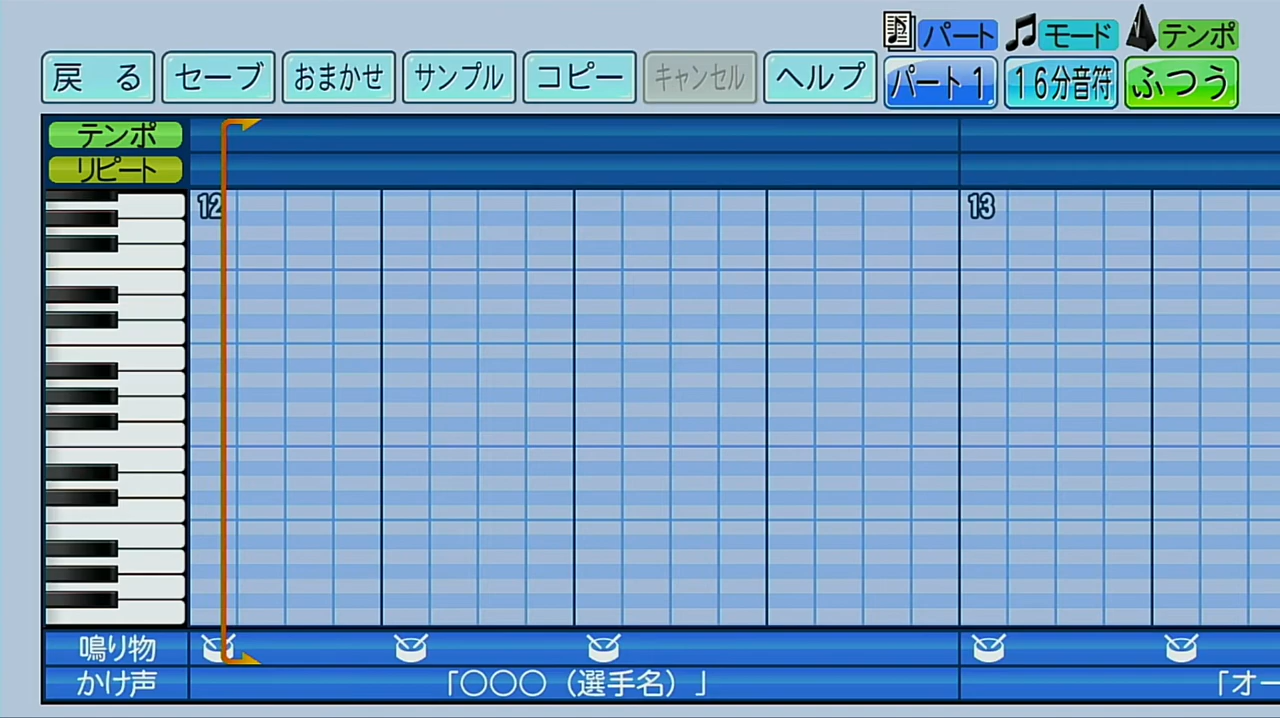 パート モード テンポ
戻る セーブ おまかせ サンプル コピー キャンセル ヘルプ パート1 16分音符 ふつう
テンポ
リピート
12 13
鳴り物
かけ声 「○○○（選手名）」 「オー